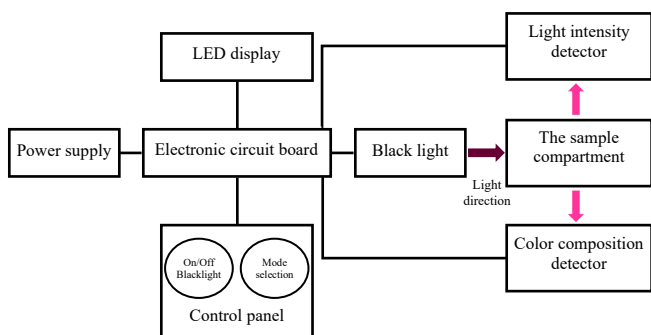 LED display
Light intensity
detector
Power supply
Electronic circuit board
Black light
The sample
compartment
Light
direction
On/Off
Blacklight
Mode
selection
Control panel
Color composition
detector